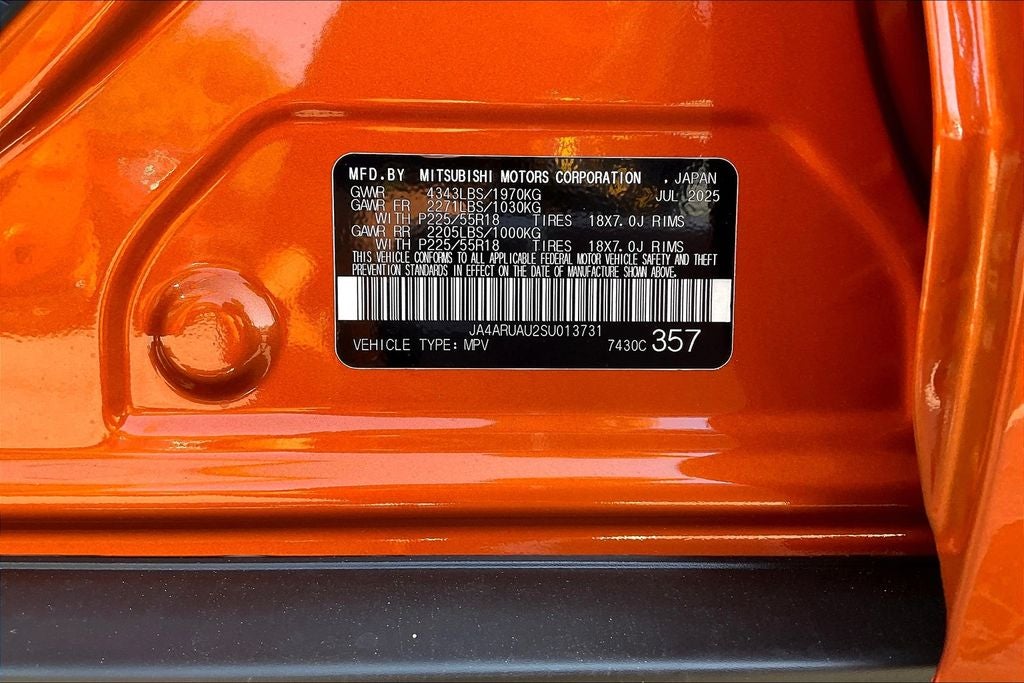 MFD.BY MITSUBISHI MOTORS CORPORATION . JAPAN
GWWR 4343LBS/1970KG JUL 2025
GAWR FR 2271LBS/1030KG
WITH P225/55R18 TIRES 18X7.0J RIMS
GAWR RR 2205LBS/1000KG
WITH P225/55R18 TIRES 18X7.0J RIMS
THIS VEHICLE CONFORMS TO ALL APPLICABLE FEDERAL MOTOR VEHICLE SAFETY AND THEFT
PREVENTION STANDARDS IN EFFECT ON THE DATE OF MANUFACTURE SHOWN ABOVE.
JA4ARUAU2SU013731
VEHICLE TYPE: MPV 7430C 357